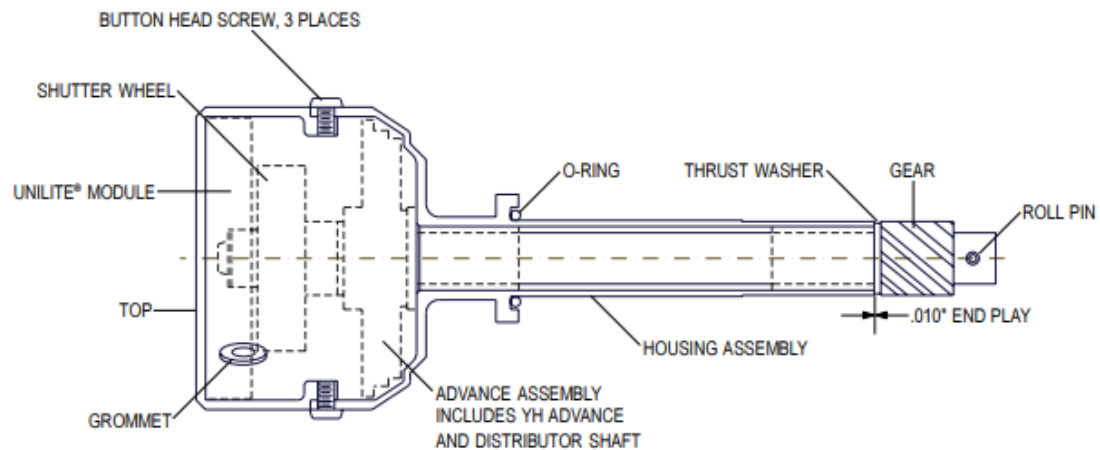 BUTTON HEAD SCREW, 3 PLACES
SHUTTER WHEEL
UNILITE® MODULE
O-RING
THRUST WASHER
GEAR
ROLL PIN
TOP
.010" END PLAY
HOUSING ASSEMBLY
GROMMET
ADVANCE ASSEMBLY
INCLUDES YH ADVANCE
AND DISTRIBUTOR SHAFT